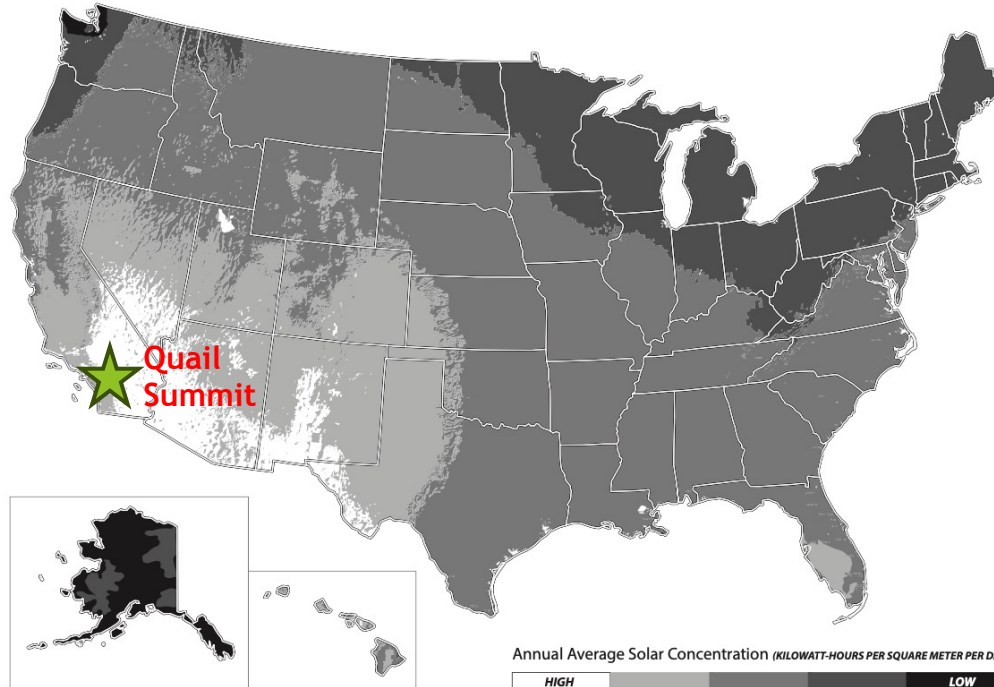 Quail
Summit
Annual Average Solar Concentration (KILOWATT-HOURS PER SQUARE METER PER
HIGH
LOW